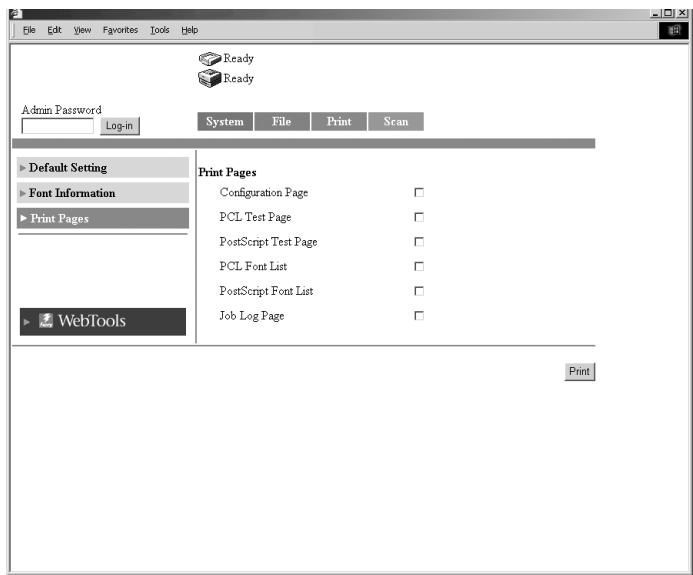 File Edit View Favorites Tools Help
Ready
Ready
Admin Password
Log-in
System File Print Scan
Default Setting
Font Information
Print Pages
WebTools
Print Pages
Configuration Page
PCL Test Page
PostScript Test Page
PCL Font List
PostScript Font List
Job Log Page
Print